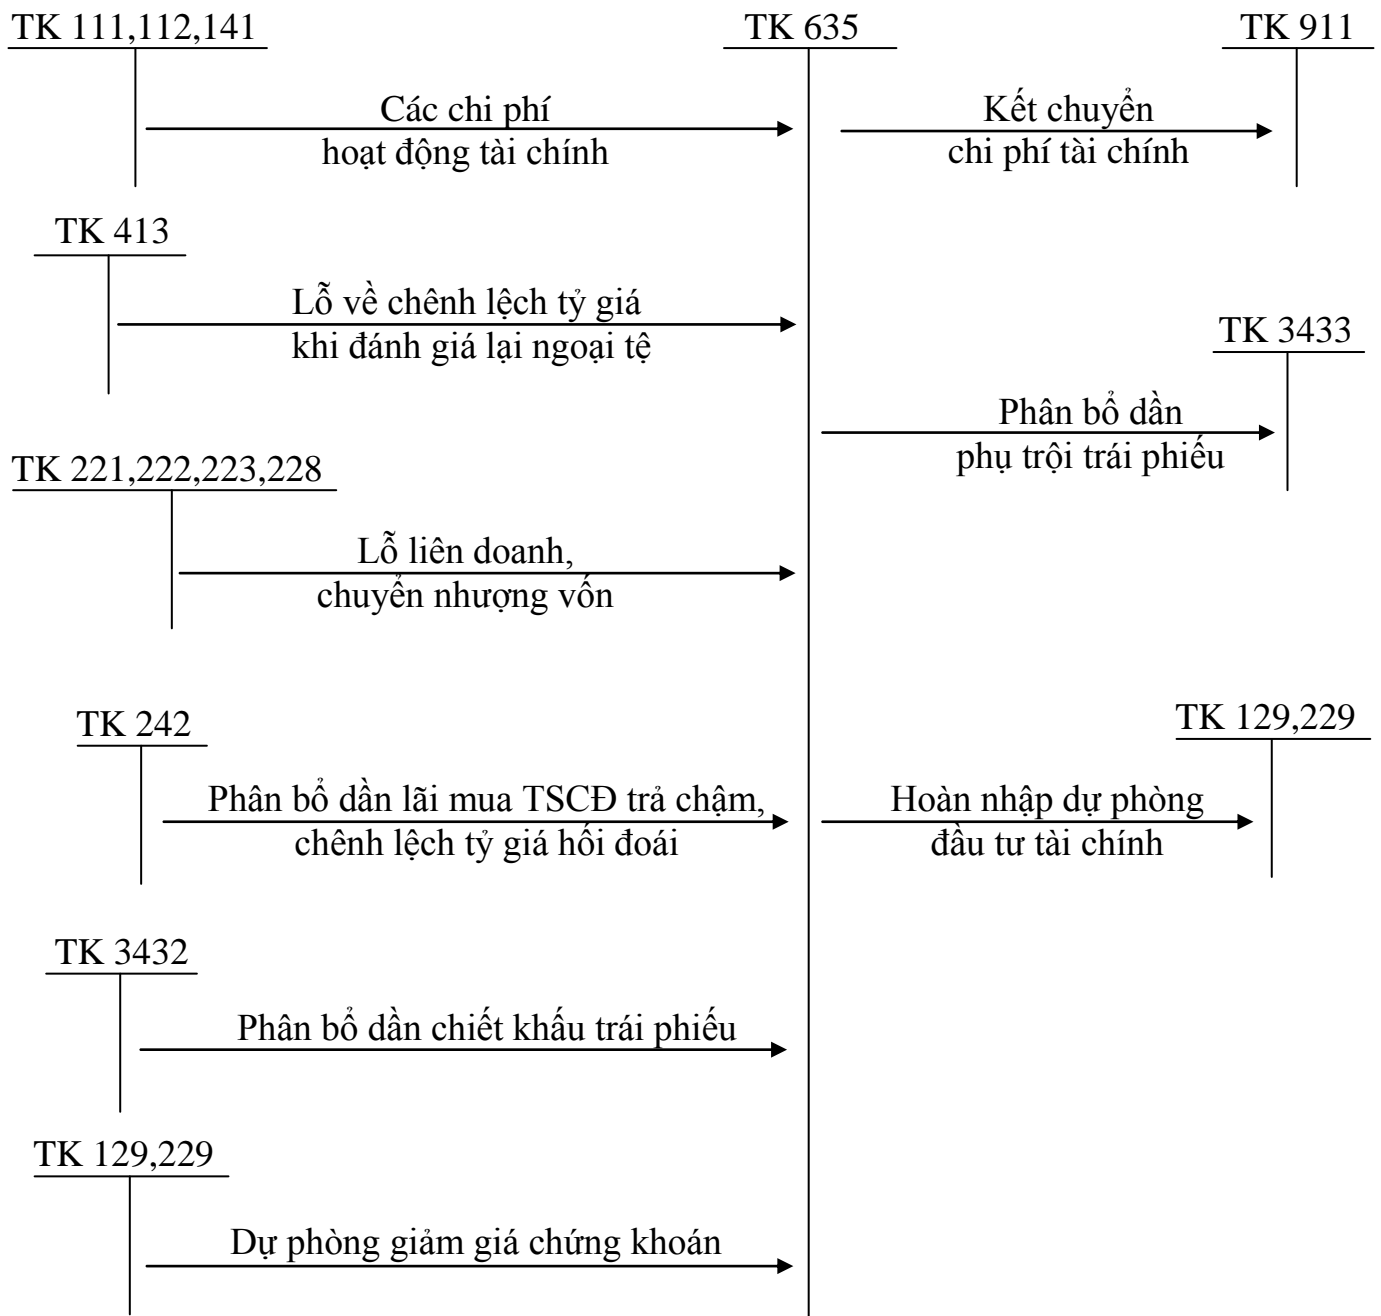 TK 111,112,141
TK 635
TK 911
Các chi phí
hoạt động tài chính
Kết chuyển
chi phí tài chính
TK 413
Lỗ về chênh lệch tỷ giá
khi đánh giá lại ngoại tệ
TK 3433
Phân bổ dần
phụ trội trái phiếu
TK 221,222,223,228
Lỗ liên doanh,
chuyển nhượng vốn
TK 242
TK 129,229
Phân bổ dần lãi mua TSCĐ trả chậm,
chênh lệch tỷ giá hối đoái
Hoàn nhập dự phòng
đầu tư tài chính
TK 3432
Phân bổ dần chiết khấu trái phiếu
TK 129,229
Dự phòng giảm giá chứng khoán